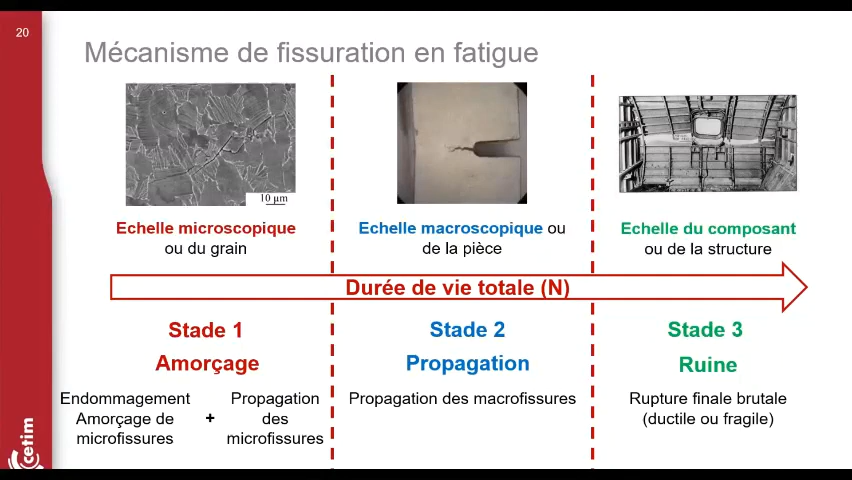 20
Mécanisme de fissuration en fatigue
10 µm
Echelle microscopique
ou du grain
Echelle macroscopique ou
de la pièce
Echelle du composant
ou de la structure
Durée de vie totale (N)
Stade 1
Amorçage
Stade 2
Propagation
Stade 3
Ruine
Endommagement
Amorçage de
microfissures
+
Propagation
des
microfissures
Propagation des macrofissures
Rupture finale brutale
(ductile ou fragile)
cetim